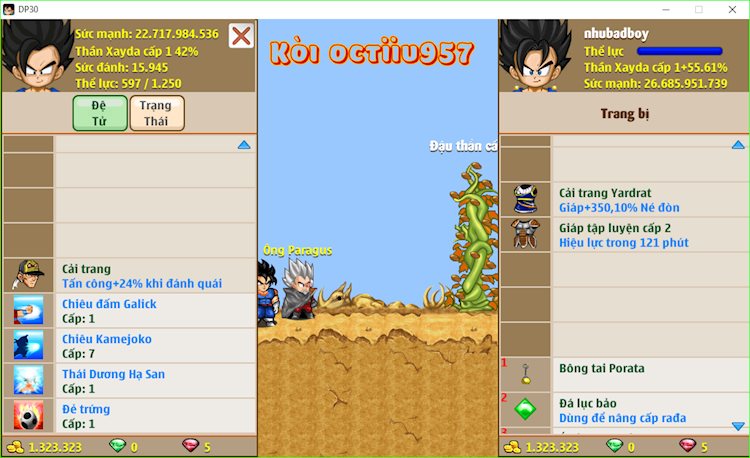 DP30
Sức mạnh: 22.717.984.536
Thần Xayda cấp 1 42%
Sức đánh: 15.945
Thể lực: 597 / 1.250
Đệ
Tử
Trạng
Thái
Cải trang
Tấn công+24% khi đánh quái
Chiêu đấm Galick
Cấp: 1
Chiêu Kamejoko
Cấp: 7
Thái Dương Hạ San
Cấp: 1
Đẻ trứng
Cấp: 1
1.323.323
0
5
Kòi octiiu957
Đậu thần cấ
Ông Paragus
nhubadboy
Thể lực
Thần Xayda cấp 1+55.61%
Sức mạnh: 26.685.951.739
Trang bị
Cải trang Yardrat
Giáp+350,10% Né đòn
Giáp tập luyện cấp 2
Hiệu lực trong 121 phút
1
Bông tai Porata
2
Đá lục bảo
Dùng để nâng cấp rađa
1.323.323
0
5